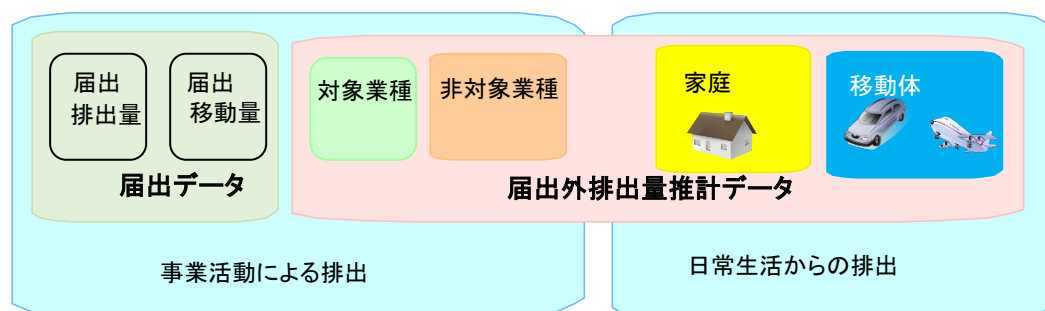 届出
排出量
届出
移動量
届出データ
対象業種
非対象業種
家庭
移動体
届出外排出量推計データ
事業活動による排出
日常生活からの排出